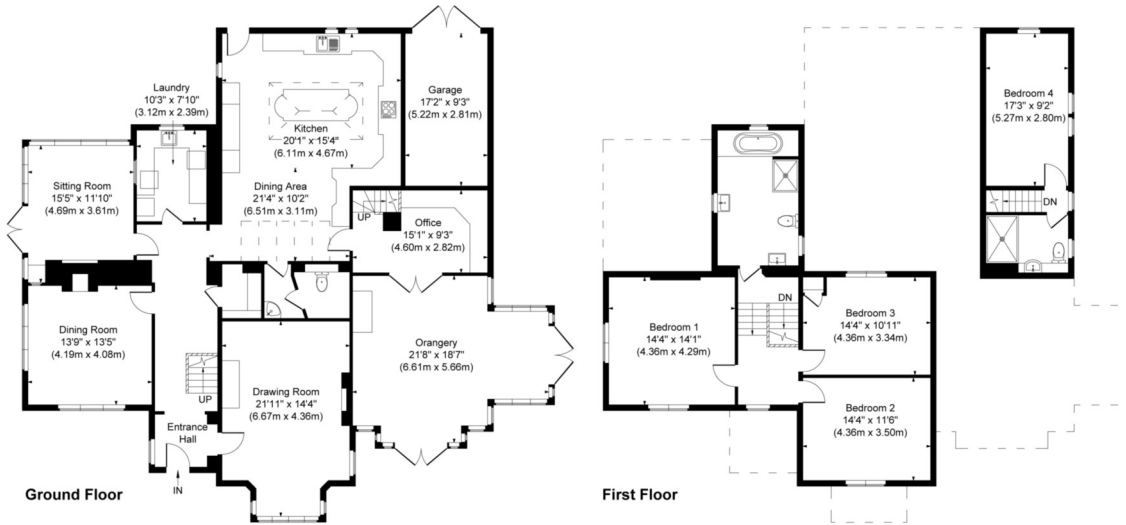 Laundry
10'3" x 7'10"
(3.12m x 2.39m)
Kitchen
20'1" x 15'4"
(6.11m x 4.67m)
Garage
17'2" x 9'3"
(5.22m x 2.81m)
Sitting Room
15'5" x 11'10"
(4.69m x 3.61m)
Dining Area
21'4" x 10'2"
(6.51m x 3.11m)
UP
Office
15'1" x 9'3"
(4.60m x 2.82m)
Dining Room
13'9" x 13'5"
(4.19m x 4.08m)
Orangery
21'8" x 18'7"
(6.61m x 5.66m)
UP
Drawing Room
21'11" x 14'4"
(6.67m x 4.36m)
Entrance
Hall
IN
Ground Floor
Bedroom 4
17'3" x 9'2"
(5.27m x 2.80m)
DN
DN
Bedroom 1
14'4" x 14'1"
(4.36m x 4.29m)
Bedroom 3
14'4" x 10'11"
(4.36m x 3.34m)
Bedroom 2
14'4" x 11'6"
(4.36m x 3.50m)
First Floor